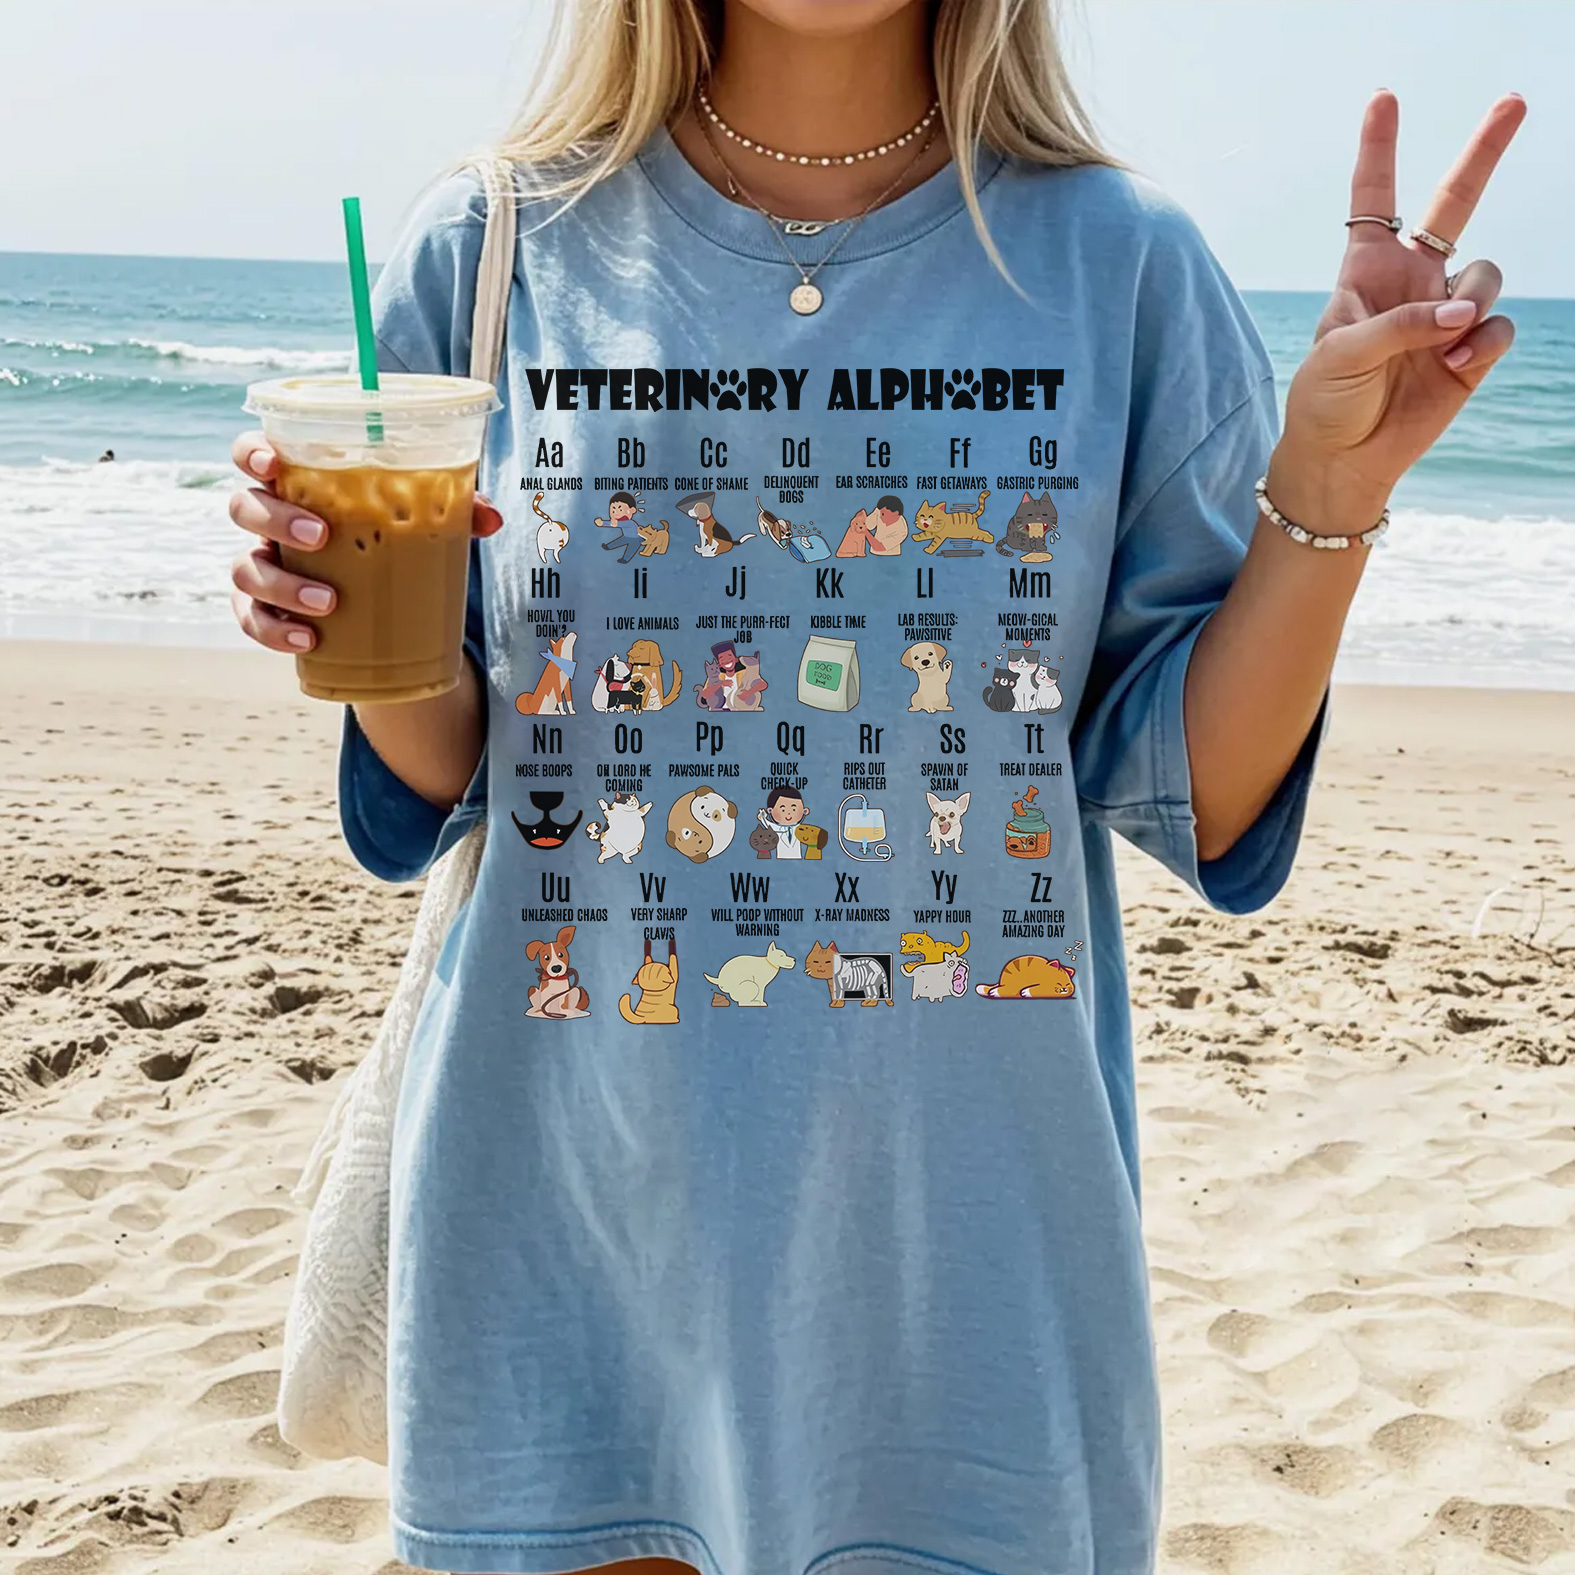 VETERINARY ALPHABET
Aa Bb Cc Dd Ee Ff Gg
ANAL GLANDS BITING PATIENTS CONE OF SHAME DELINQUENT DOGS EAR SCRATCHES FAST GETAWAYS GASTRIC PURGING
Hh Ii Jj Kk Ll Mm
HOWL YOU DOIN'? I LOVE ANIMALS JUST THE PURR-FECT JOB KIBBLE TIME LAB RESULTS: PAWSITIVE MEOW-GICAL MOMENTS
DOG
FOOD
Nn Oo Pp Qq Rr Ss Tt
NOSE BOOPS OH LORD HE COMING PAWSOME PALS QUICK CHECK-UP RIPS OUT CATHETER SPAWN OF SATAN TREAT DEALER
Uu Vv Ww Xx Yy Zz
UNLEASHED CHAOS VERY SHARP CLAWS WILL POOP WITHOUT WARNING X-RAY MADNESS YAPPY HOUR ZZZ..ANOTHER AMAZING DAY
z z z